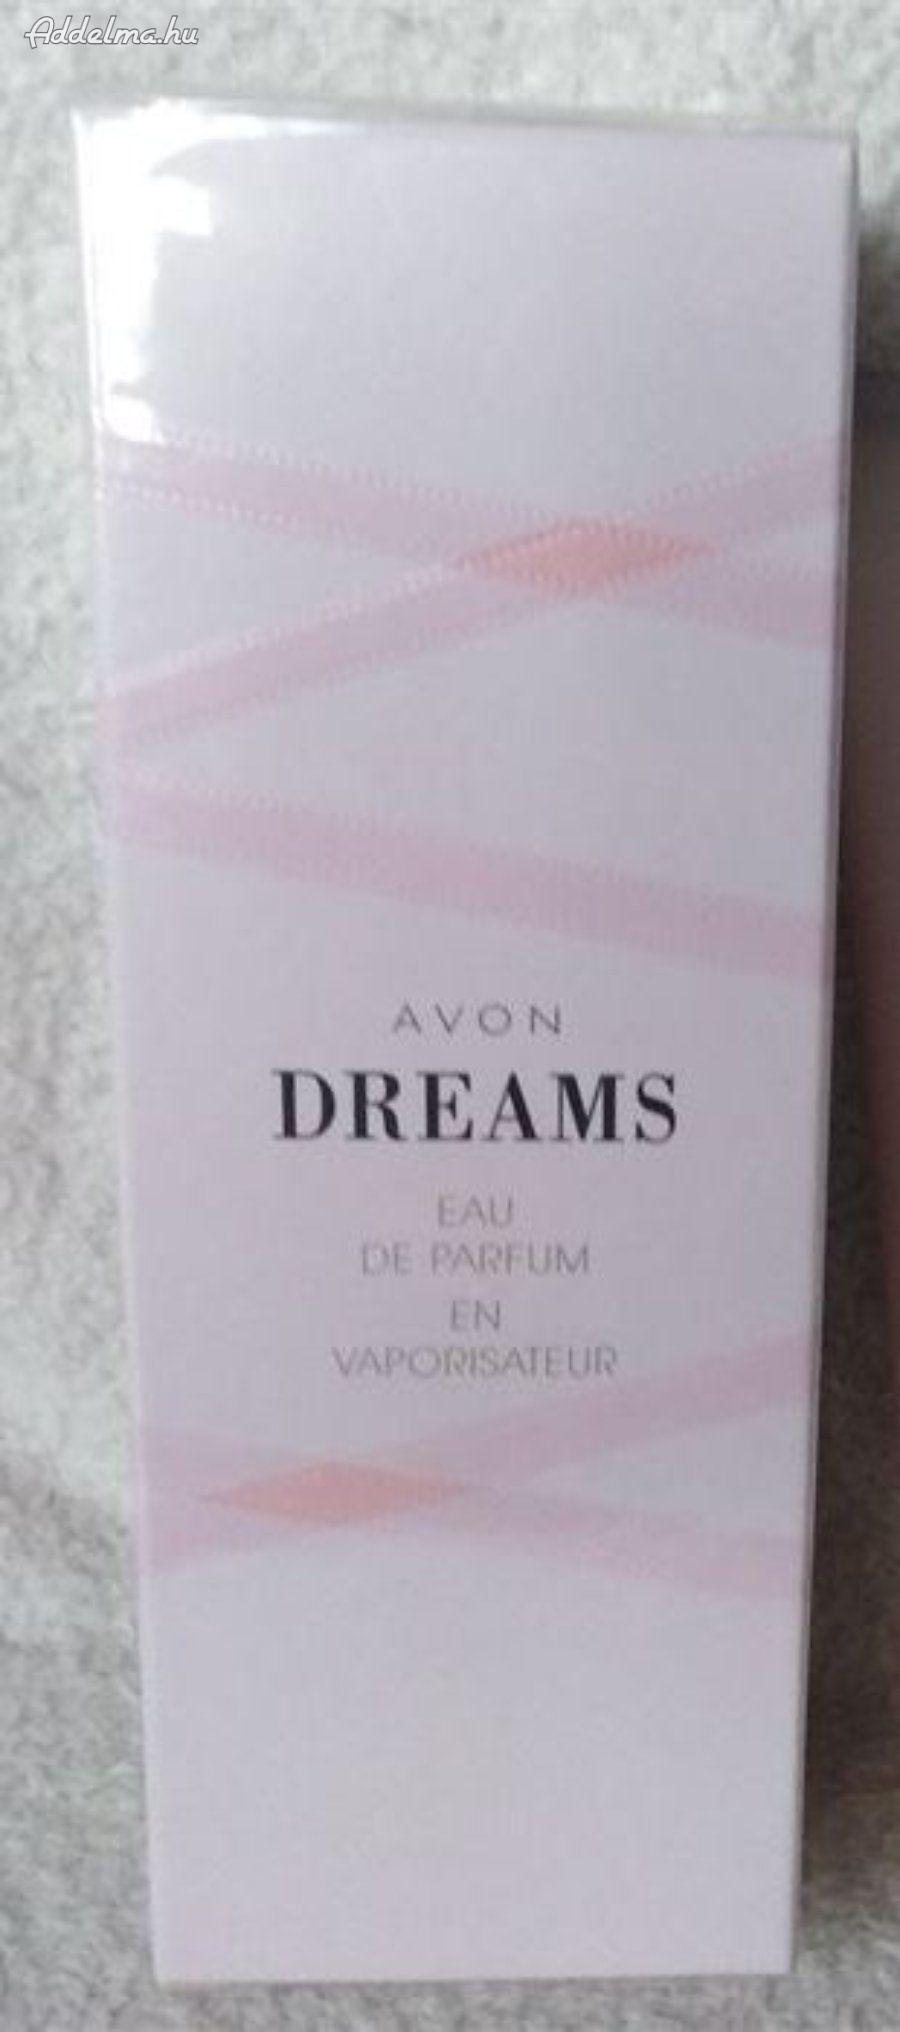 Addelma.hu
AVON
DREAMS
EAU
DE PARFUM
EN
VAPORISATEUR